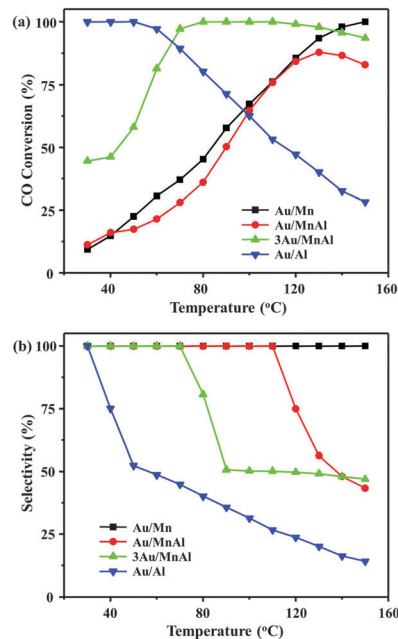 (a)
100
75
50
25
0
CO Conversion (%)
Au/Mn
Au/MnAl
3Au/MnAl
Au/Al
40
80
120
160
Temperature (°C)
(b)
100
75
50
25
0
Selectivity (%)
Au/Mn
Au/MnAl
3Au/MnAl
Au/Al
40
80
120
160
Temperature (°C)